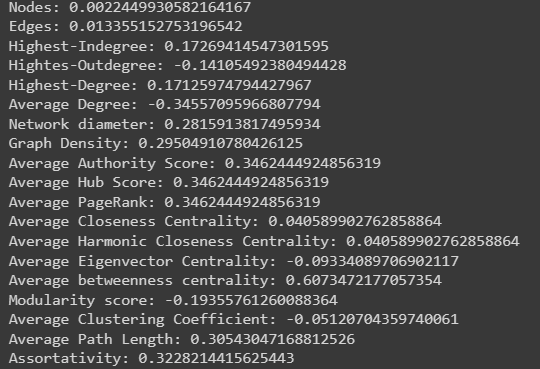 Nodes: 0.0022449930582164167
Edges: 0.013355152753196542
Highest-Indegree: 0.17269414547301595
Hightes-Outdegree: -0.14105492380494428
Highest-Degree: 0.17125974794427967
Average Degree: -0.34557095966807794
Network diameter: 0.2815913817495934
Graph Density: 0.29504910780426125
Average Authority Score: 0.3462444924856319
Average Hub Score: 0.3462444924856319
Average PageRank: 0.3462444924856319
Average Closeness Centrality: 0.040589902762858864
Average Harmonic Closeness Centrality: 0.040589902762858864
Average Eigenvector Centrality: -0.09334089706902117
Average betweenness centrality: 0.6073472177057354
Modularity score: -0.19355761260088364
Average Clustering Coefficient: -0.05120704359740061
Average Path Length: 0.30543047168812526
Assortativity: 0.3228214415625443